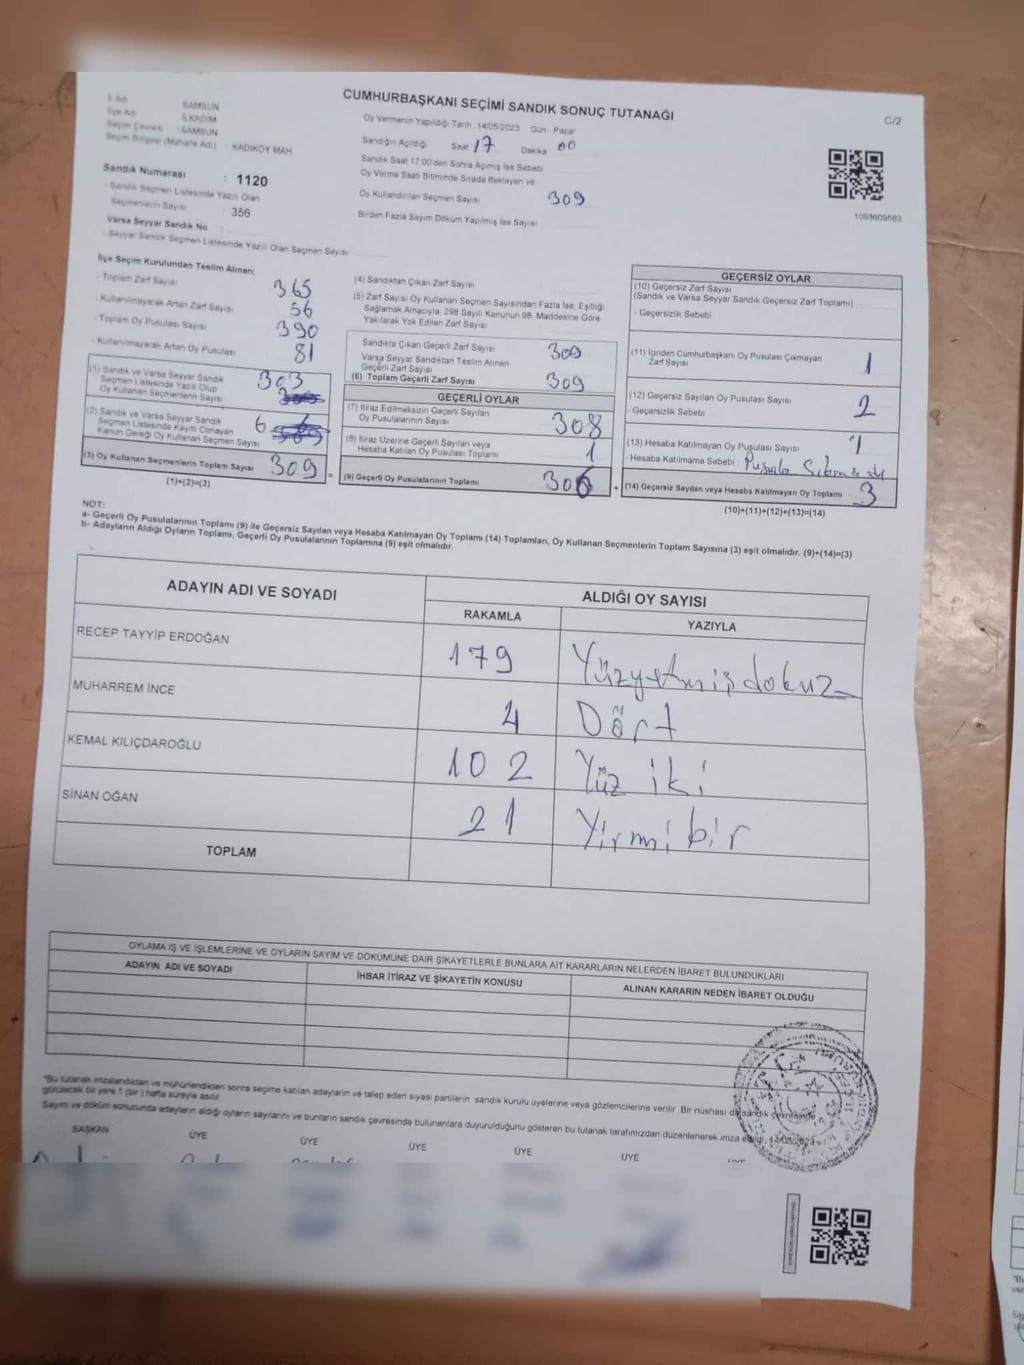 CUMHURBAŞKANI SEÇİMİ SANDIK SONUÇ TUTANAĞI
C/2
İl Adı SAMSUN
İlçe Adı İLKADIM
Seçim Çevresi : SAMSUN
Seçim Bölgesi (Mahalle Adı) : KADIKÖY MAH
Sandık Numarası : 1120
- Sandık Seçmen Listesinde Yazılı Olan
Seçmenlerin Sayısı : 356
Varsa Seyyar Sandık No :
- Seyyar Sandık Seçmen Listesinde Yazılı Olan Seçmen Sayısı
Oy Vermenin Yapıldığı Tarih :14/05/2023 Gün Pazar
Sandığın Açıldığı Saat 17 Dakika 00
Sandık Saat 17:00'den Sonra Açılmış İse Sebebi
Oy Verme Saati Bitiminde Sırada Bekleyen ve
Oy Kullandırılan Seçmen Sayısı 309
Birden Fazla Sayım Döküm Yapılmış İse Sayısı
1093609583
İlçe Seçim Kurulundan Teslim Alınan;
- Toplam Zarf Sayısı 365
- Kullanılmayarak Artan Zarf Sayısı 56
- Toplam Oy Pusulası Sayısı 390
- Kullanılmayarak Artan Oy Pusulası 81
(1) Sandık ve Varsa Seyyar Sandık
Seçmen Listesinde Yazılı Olup
Oy Kullanan Seçmenlerin Sayısı 303
(2) Sandık ve Varsa Seyyar Sandık
Seçmen Listesinde Kayıtlı Olmayan
Kanun Gereği Oy Kullanan Seçmen Sayısı 6
(3) Oy Kullanan Seçmenlerin Toplam Sayısı 309 =
(1)+(2)=(3)
(4) Sandıktan Çıkan Zarf Sayısı
(5) Zarf Sayısı Oy Kullanan Seçmen Sayısından Fazla İse, Eşitliği
Sağlamak Amacıyla, 298 Sayılı Kanunun 98. Maddesine Göre
Yakılarak Yok Edilen Zarf Sayısı
Sandıkta Çıkan Geçerli Zarf Sayısı 309
Varsa Seyyar Sandıktan Teslim Alınan
Geçerli Zarf Sayısı
(6) Toplam Geçerli Zarf Sayısı 309
GEÇERLİ OYLAR
(7) İtiraz Edilmeksizin Geçerli Sayılan
Oy Pusulalarının Sayısı 308
(8) İtiraz Üzerine Geçerli Sayılan veya
Hesaba Katılan Oy Pusulası Toplamı 1
(9) Geçerli Oy Pusulalarının Toplamı 306 +
GEÇERSİZ OYLAR
(10) Geçersiz Zarf Sayısı
(Sandık ve Varsa Seyyar Sandık Geçersiz Zarf Toplamı)
- Geçersizlik Sebebi
(11) İçinden Cumhurbaşkanı Oy Pusulası Çıkmayan
Zarf Sayısı 1
(12) Geçersiz Sayılan Oy Pusulası Sayısı 2
- Geçersizlik Sebebi
(13) Hesaba Katılmayan Oy Pusulası Sayısı 1
- Hesaba Katılmama Sebebi : Pusula
(14) Geçersiz Sayılan veya Hesaba Katılmayan Oy Toplamı 3
(10)+(11)+(12)+(13)=(14)
NOT:
a- Geçerli Oy Pusulalarının Toplamı (9) ile Geçersiz Sayılan veya Hesaba Katılmayan Oy Toplamı (14) Toplamları, Oy Kullanan Seçmenlerin Toplam Sayısına (3) eşit olmalıdır. (9)+(14)=(3)
b- Adayların Aldığı Oyların Toplamı, Geçerli Oy Pusulalarının Toplamına (9) eşit olmalıdır.
ADAYIN ADI VE SOYADI
ALDIĞI OY SAYISI
RAKAMLA YAZIYLA
RECEP TAYYİP ERDOĞAN 179 Yüzyetmişdokuz
MUHARREM İNCE 4 Dört
KEMAL KILIÇDAROĞLU 102 Yüz iki
SİNAN OĞAN 21 Yirmi bir
TOPLAM
OYLAMA İŞ VE İŞLEMLERİNE VE OYLARIN SAYIM VE DÖKÜMÜNE DAİR ŞİKAYETLERLE BUNLARA AİT KARARLARIN NELERDEN İBARET BULUNDUKLARI
ADAYIN ADI VE SOYADI İHBAR İTİRAZ VE ŞİKAYETİN KONUSU ALINAN KARARIN NEDEN İBARET OLDUĞU
*Bu tutanak imzalandıktan ve mühürlendikten sonra seçime katılan adayların ve talep eden siyasi partilerin sandık kurulu üyelerine veya gözlemcilerine verilir. Bir nüshası da sandık çevresinde
görülecek bir yere 1 (bir) hafta süreyle asılır.
Sayım ve döküm sonucunda adayların aldığı oyların sayılarını ve bunların sandık çevresinde bulunanlara duyurulduğunu gösteren bu tutanak tarafımızdan düzenlenerek imza edildi. 14/05/2023
BAŞKAN ÜYE ÜYE ÜYE ÜYE ÜYE ÜYE